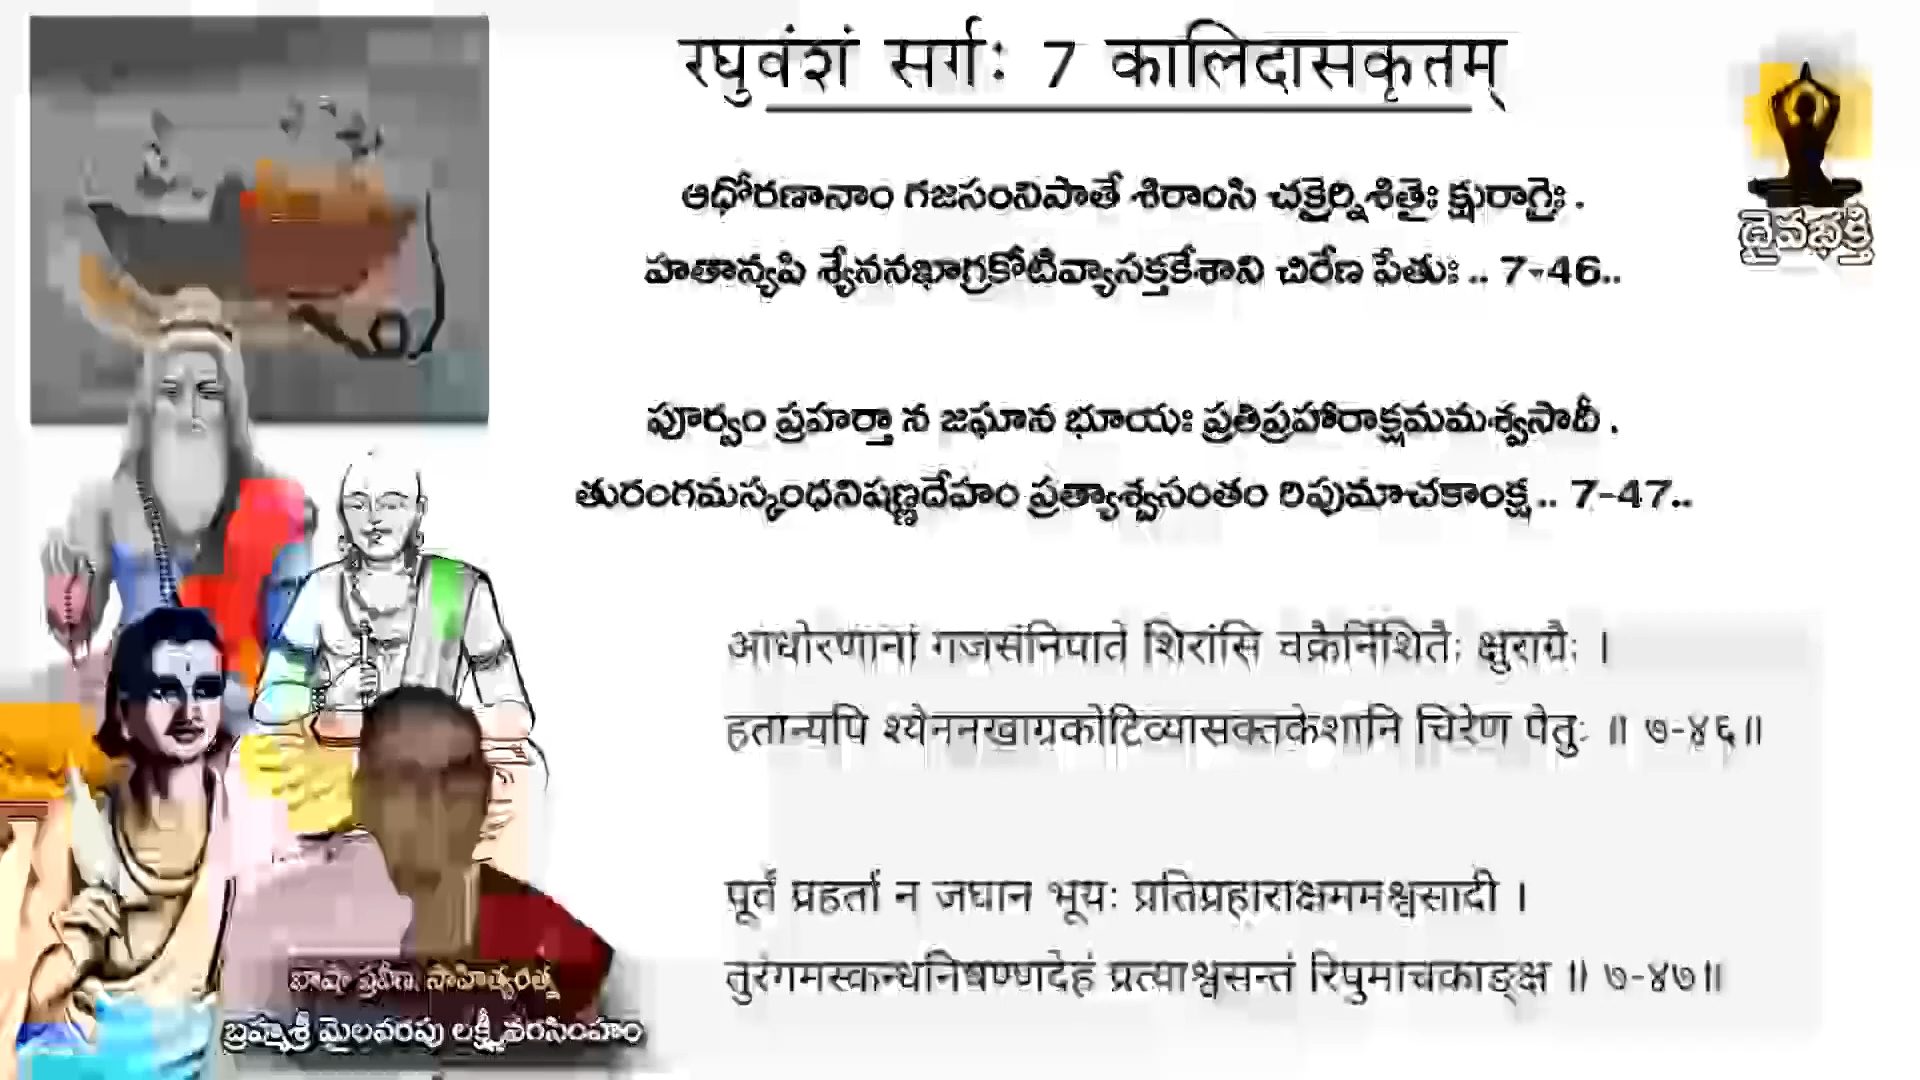 रघुवंशं सर्गः 7 कालिदासकृतम्
ఆధోరణానాం గజసంనిపాతే శిరాంసి చక్రైర్నిశితైః క్షురాగ్రైః .
హతాన్యపి శ్యేననఖాగ్రకోటివ్యాసక్తకేశాని చిరేణ పేతుః .. 7-46..
పూర్వం ప్రహర్తా న జఘాన భూయః ప్రతిప్రహారాక్షమమశ్వసాదీ .
తురంగమస్కంధనిషణ్ణదేహం ప్రత్యాశ్వసంతం రిపుమాచకాంక్ష .. 7-47..
आधोरणानां गजसंनिपाते शिरांसि चक्रैर्निशितैः क्षुराग्रैः ।
हतान्यपि श्येननखाग्रकोटिव्यासक्तकेशानि चिरेण पेतुः ॥ ७-४६॥
पूर्वं प्रहर्ता न जघान भूयः प्रतिप्रहाराक्षममश्वसादी ।
तुरंगमस्कन्धनिषण्णदेहं प्रत्याश्वसन्तं रिपुमाचकाङ्क्ष ॥ ७-४७॥
దైవభక్తి
భాషా ప్రవీణ, సాహిత్యరత్న
బ్రహ్మశ్రీ మైలవరపు లక్ష్మీనరసింహం